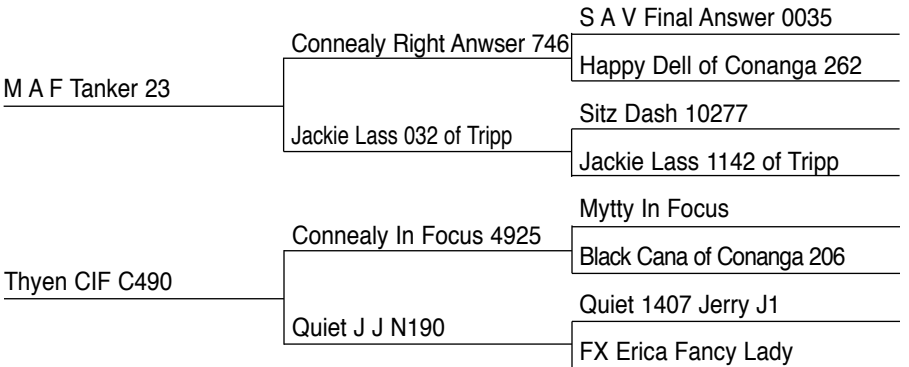 S A V Final Answer 0035
Connealy Right Anwser 746
Happy Dell of Conanga 262
M A F Tanker 23
Sitz Dash 10277
Jackie Lass 032 of Tripp
Jackie Lass 1142 of Tripp
Mytty In Focus
Connealy In Focus 4925
Black Cana of Conanga 206
Thyen CIF C490
Quiet 1407 Jerry J1
Quiet J J N190
FX Erica Fancy Lady